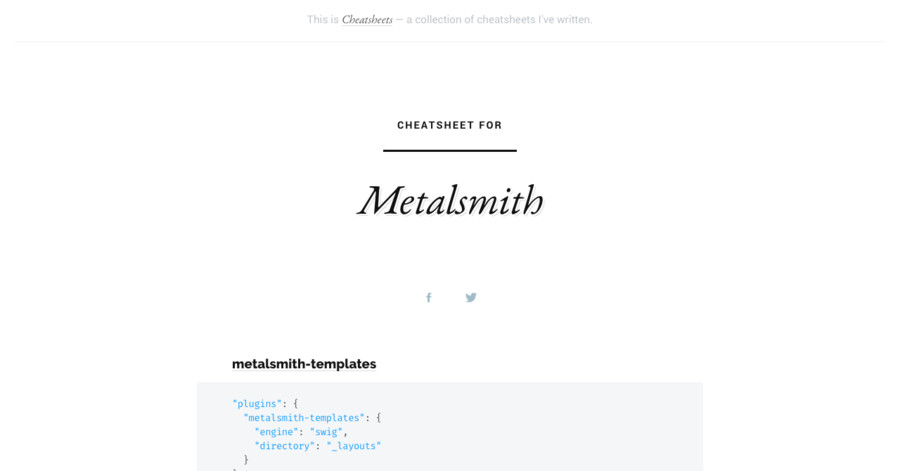 This is Cheatsheets — a collection of cheatsheets I've written.
CHEATSHEET FOR
Metalsmith
metalsmith-templates
"plugins": {
"metalsmith-templates": {
"engine": "swig",
"directory": "_layouts"
}